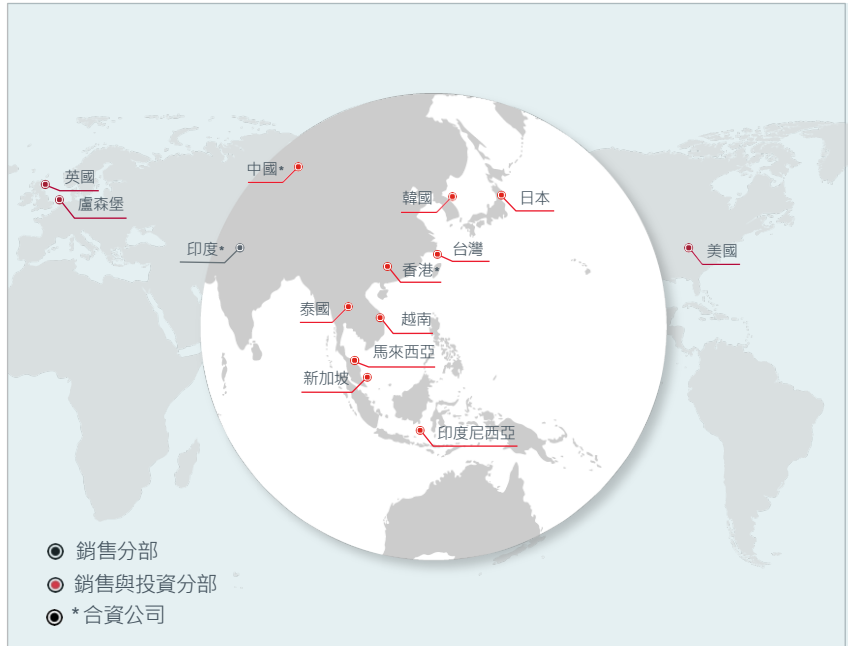 英國
盧森堡
中國*
韓國
日本
印度*
台灣
香港*
美國
泰國
越南
馬來西亞
新加坡
印度尼西亞
銷售分部
銷售與投資分部
*合資公司